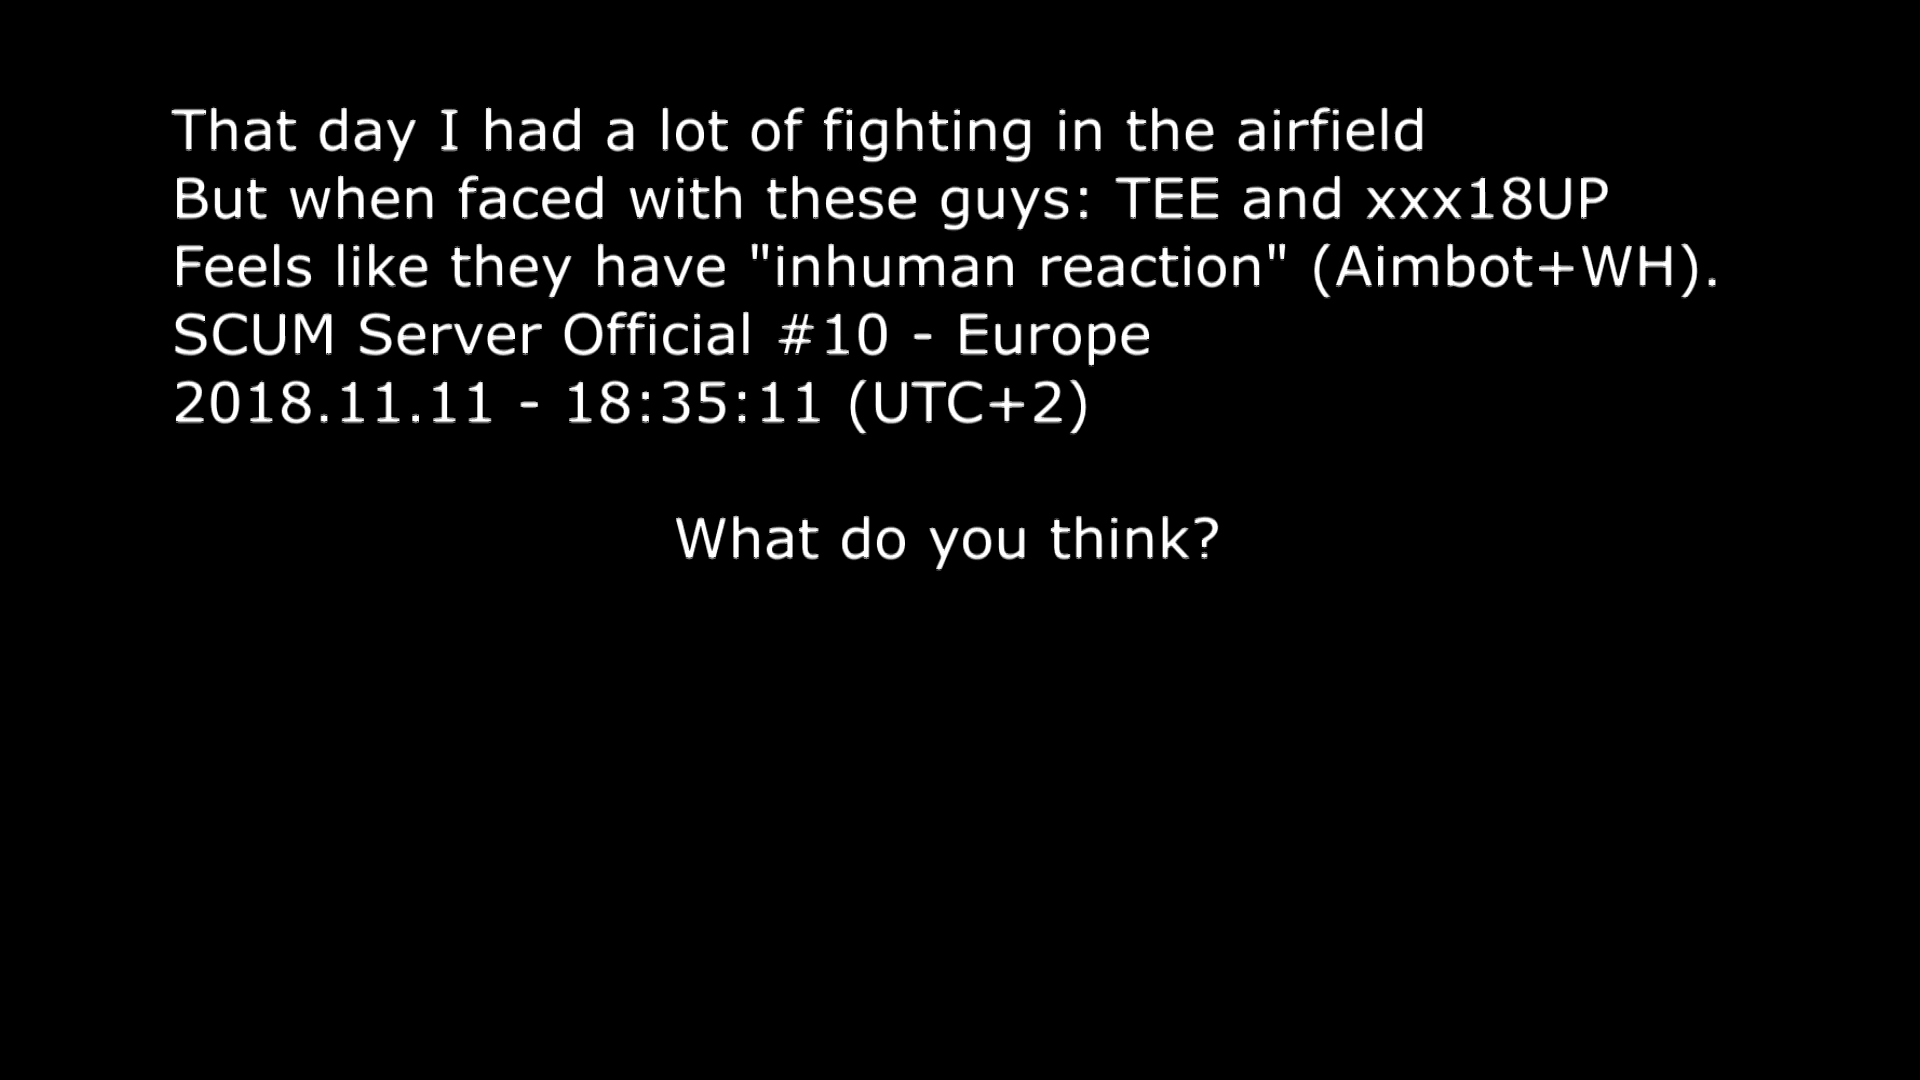 That day I had a lot of fighting in the airfield
But when faced with these guys: TEE and xxx18UP
Feels like they have "inhuman reaction" (Aimbot+WH).
SCUM Server Official #10 - Europe
2018.11.11 - 18:35:11 (UTC+2)
What do you think?